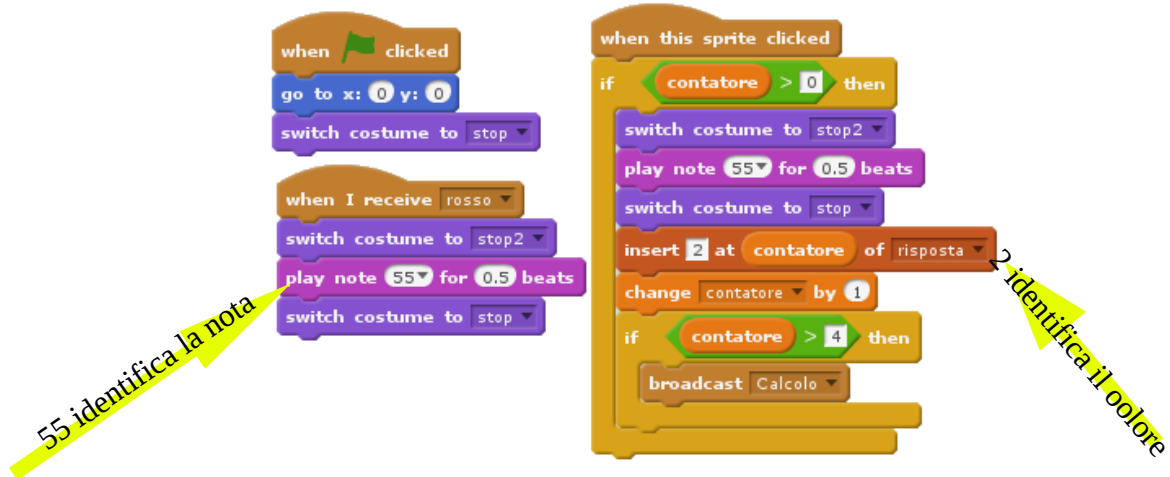 when clicked
go to x: 0 y: 0
switch costume to stop
when I receive rosso
switch costume to stop2
play note 55 for 0.5 beats
switch costume to stop
55 identifica la nota
when this sprite clicked
if contatore > 0 then
switch costume to stop2
play note 55 for 0.5 beats
switch costume to stop
insert 2 at contatore of risposta
change contatore by 1
if contatore > 4 then
broadcast Calcolo
2 identifica il oolore